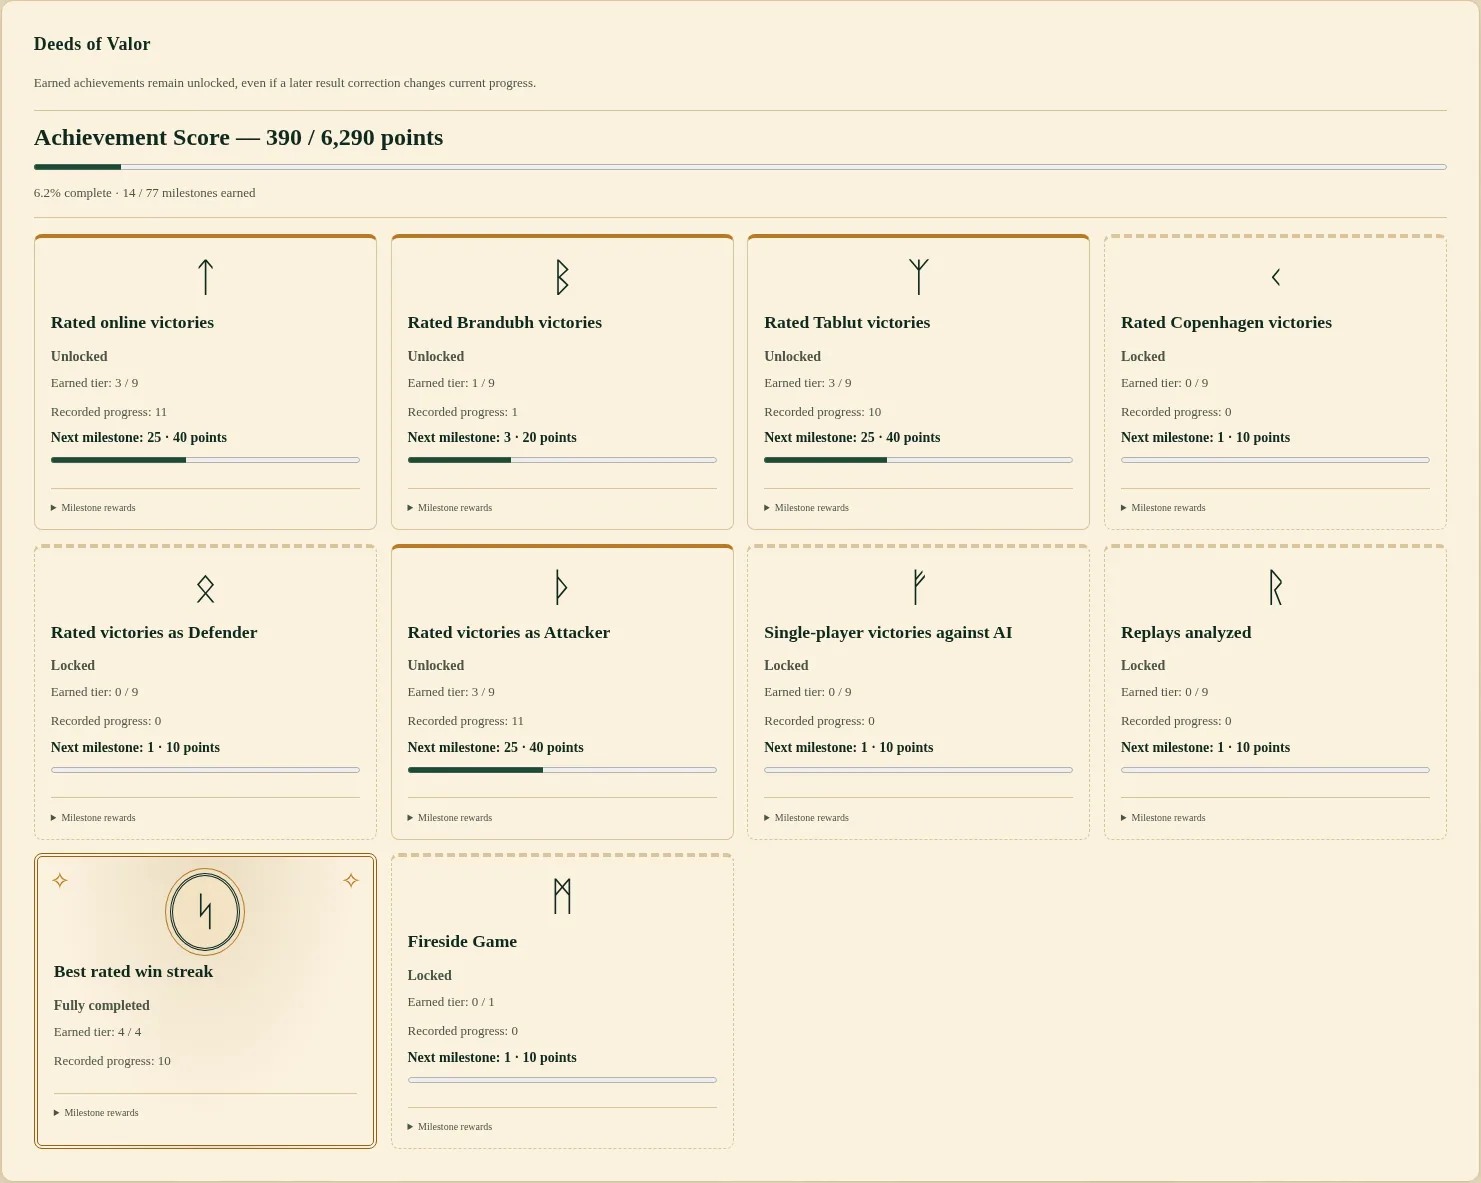 Deeds of Valor
Earned achievements remain unlocked, even if a later result correction changes current progress.
Achievement Score — 390 / 6,290 points
6.2% complete · 14 / 77 milestones earned
ᛏ
Rated online victories
Unlocked
Earned tier: 3 / 9
Recorded progress: 11
Next milestone: 25 · 40 points
▶ Milestone rewards
ᛒ
Rated Brandubh victories
Unlocked
Earned tier: 1 / 9
Recorded progress: 1
Next milestone: 3 · 20 points
▶ Milestone rewards
ᛉ
Rated Tablut victories
Unlocked
Earned tier: 3 / 9
Recorded progress: 10
Next milestone: 25 · 40 points
▶ Milestone rewards
ᚲ
Rated Copenhagen victories
Locked
Earned tier: 0 / 9
Recorded progress: 0
Next milestone: 1 · 10 points
▶ Milestone rewards
ᛟ
Rated victories as Defender
Locked
Earned tier: 0 / 9
Recorded progress: 0
Next milestone: 1 · 10 points
▶ Milestone rewards
ᚦ
Rated victories as Attacker
Unlocked
Earned tier: 3 / 9
Recorded progress: 11
Next milestone: 25 · 40 points
▶ Milestone rewards
ᚠ
Single-player victories against AI
Locked
Earned tier: 0 / 9
Recorded progress: 0
Next milestone: 1 · 10 points
▶ Milestone rewards
ᚱ
Replays analyzed
Locked
Earned tier: 0 / 9
Recorded progress: 0
Next milestone: 1 · 10 points
▶ Milestone rewards
✧ ᛋ ✧
Best rated win streak
Fully completed
Earned tier: 4 / 4
Recorded progress: 10
▶ Milestone rewards
ᛗ
Fireside Game
Locked
Earned tier: 0 / 1
Recorded progress: 0
Next milestone: 1 · 10 points
▶ Milestone rewards